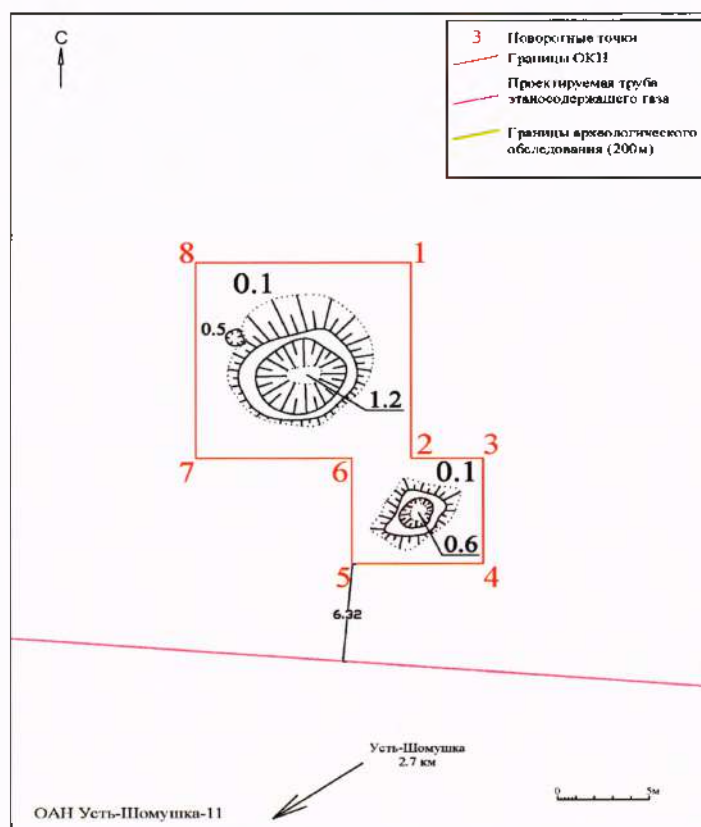 С
3 Поворотные точки
Границы ОКН
Проектируемая труба
этаносодержащего газа
Границы археологического
обследования (200м)
8
1
0.1
0.5
1.2
7
6
2
3
0.1
0.6
5
4
6.32
Усть-Шомушка
2.7 км
ОАН Усть-Шомушка-11
0
5м